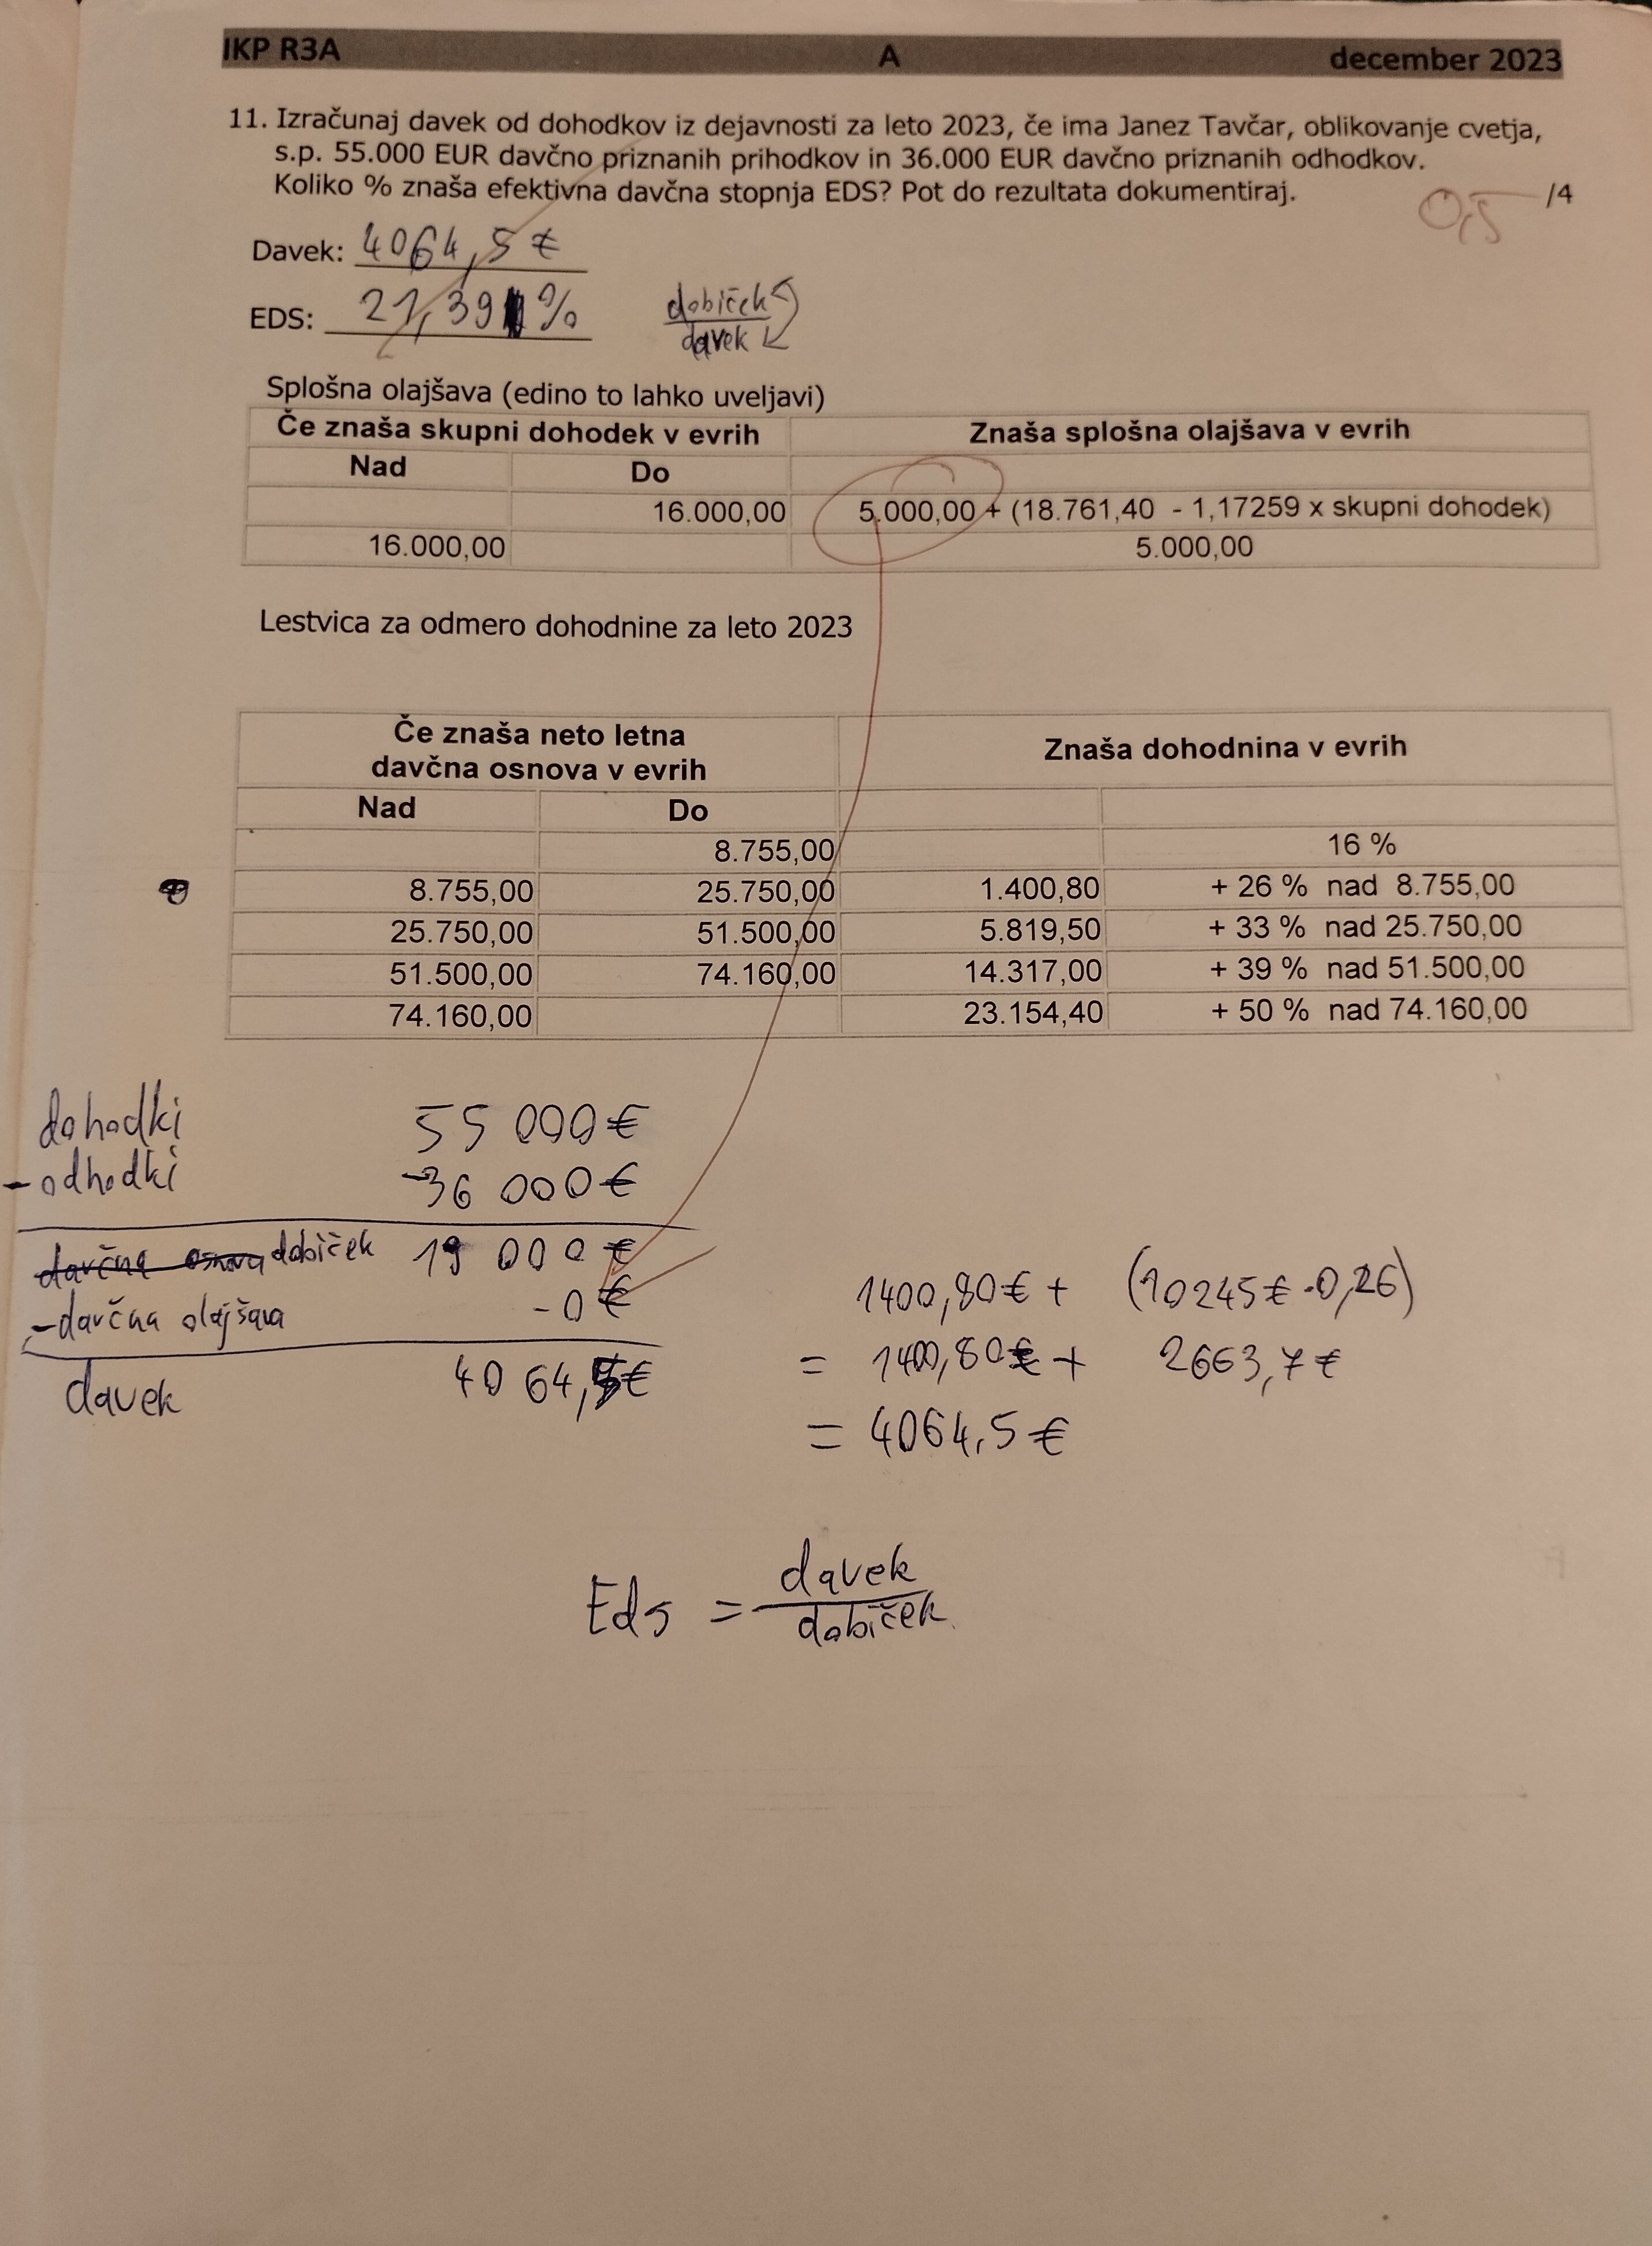 IKP R3A A december 2023
11. Izračunaj davek od dohodkov iz dejavnosti za leto 2023, če ima Janez Tavčar, oblikovanje cvetja,
s.p. 55.000 EUR davčno priznanih prihodkov in 36.000 EUR davčno priznanih odhodkov.
Koliko % znaša efektivna davčna stopnja EDS? Pot do rezultata dokumentiraj.
0,5 /4
Davek: 4064,5 €
EDS: 21,39 %
dobiček
davek
Splošna olajšava (edino to lahko uveljavi)
Če znaša skupni dohodek v evrih Znaša splošna olajšava v evrih
Nad Do
16.000,00 5.000,00 + (18.761,40 - 1,17259 x skupni dohodek)
16.000,00 5.000,00
Lestvica za odmero dohodnine za leto 2023
Če znaša neto letna
davčna osnova v evrih
Znaša dohodnina v evrih
Nad Do
8.755,00 16 %
8.755,00 25.750,00 1.400,80 + 26 % nad 8.755,00
25.750,00 51.500,00 5.819,50 + 33 % nad 25.750,00
51.500,00 74.160,00 14.317,00 + 39 % nad 51.500,00
74.160,00 23.154,40 + 50 % nad 74.160,00
dohodki 55 000 €
- odhodki -36 000 €
davčna osnova dobiček 19 000 €
- davčna olajšava - 0 €
davek 4064,5 €
1400,80 € + (10245 € · 0,26)
= 1400,80 € + 2663,7 €
= 4064,5 €
Eds = davek
dobiček